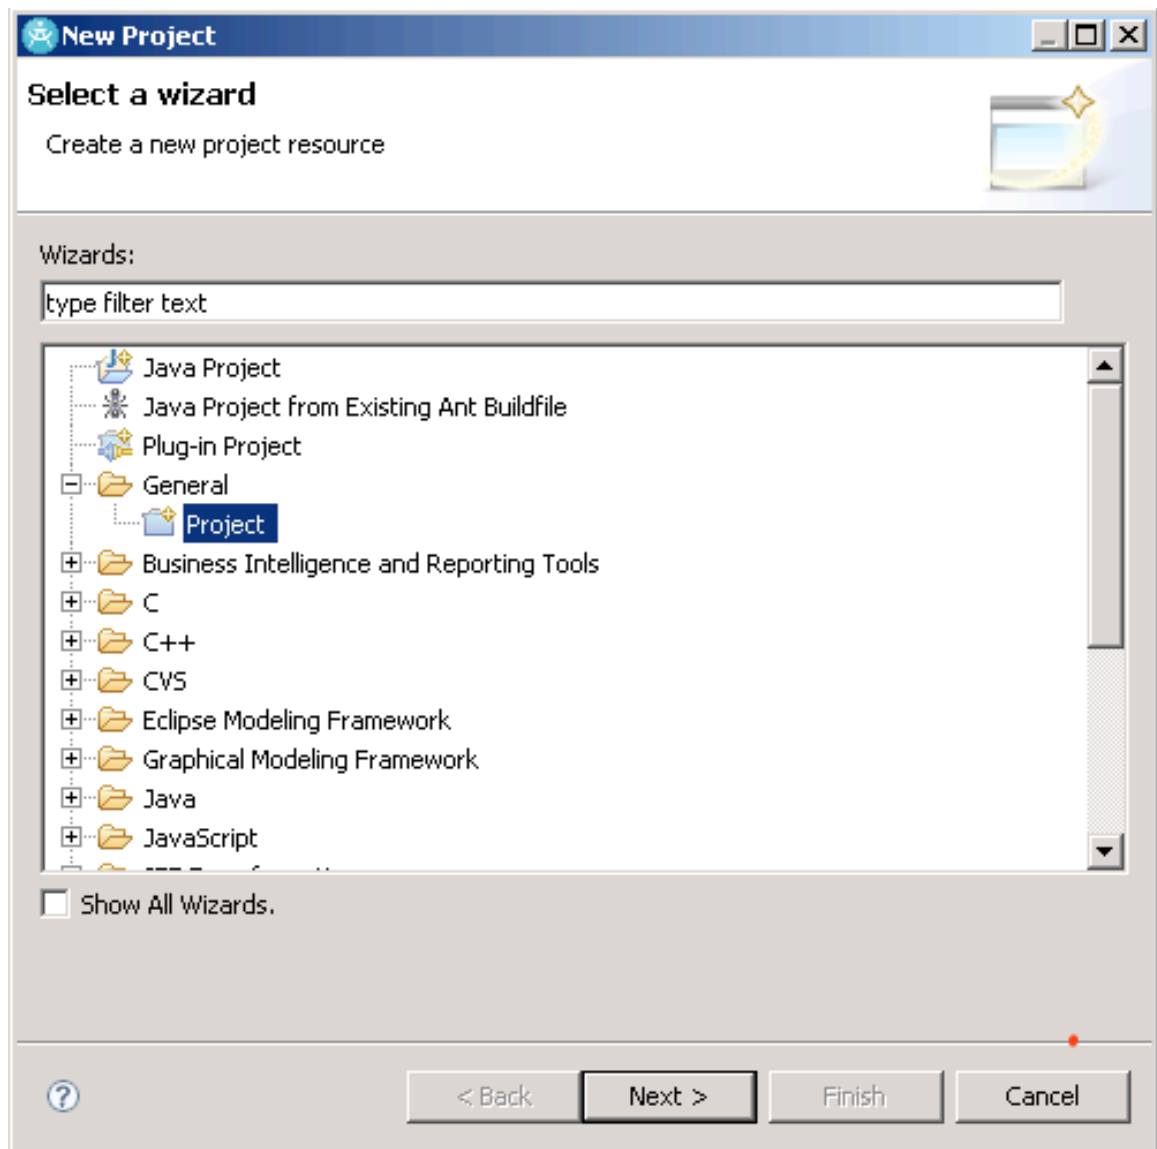 New Project
Select a wizard
Create a new project resource
Wizards:
type filter text
Java Project
Java Project from Existing Ant Buildfile
Plug-in Project
General
Project
Business Intelligence and Reporting Tools
C
C++
CVS
Eclipse Modeling Framework
Graphical Modeling Framework
Java
JavaScript
Show All Wizards.
< Back
Next >
Finish
Cancel